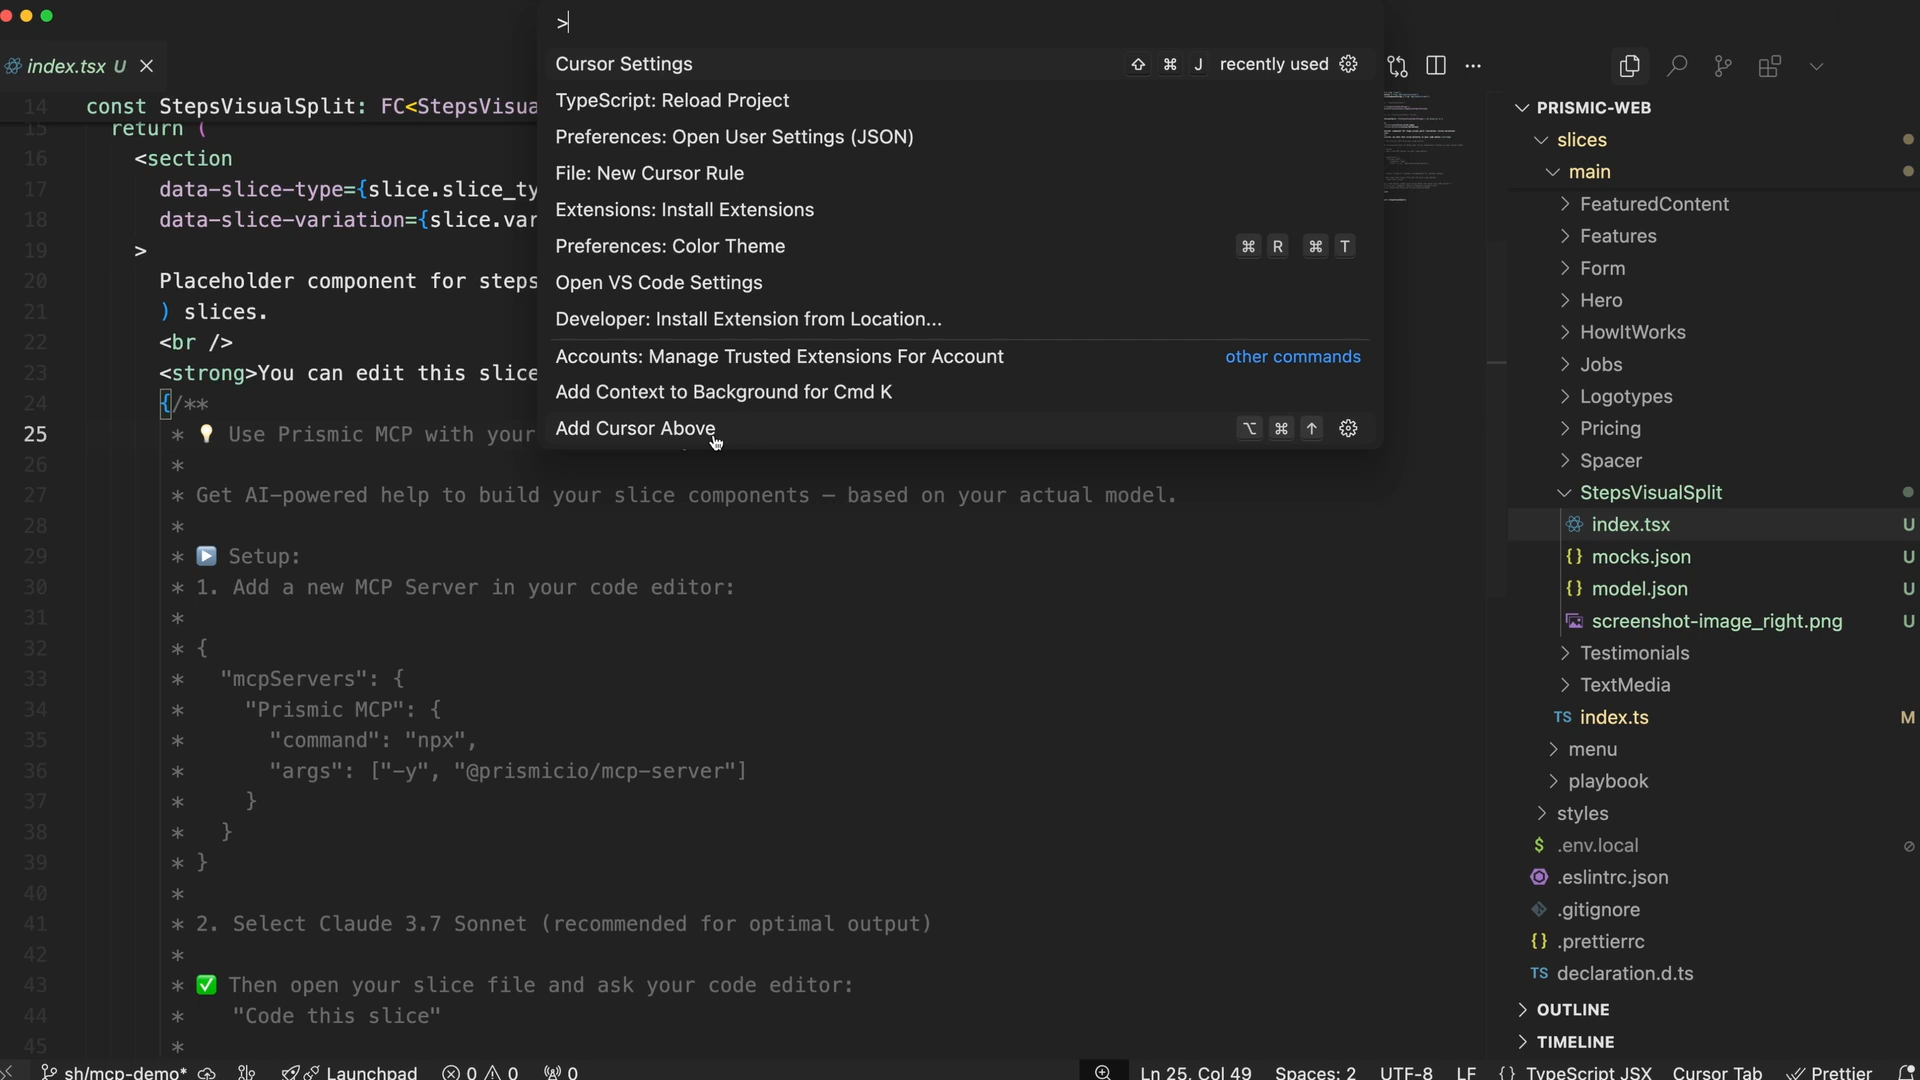 >
Cursor Settings
⇧ ⌘ J recently used
TypeScript: Reload Project
Preferences: Open User Settings (JSON)
File: New Cursor Rule
Extensions: Install Extensions
Preferences: Color Theme
⌘ R ⌘ T
Open VS Code Settings
Developer: Install Extension from Location...
Accounts: Manage Trusted Extensions For Account
other commands
Add Context to Background for Cmd K
Add Cursor Above
⌥ ⌘ ↑
index.tsx U
14 const StepsVisualSplit: FC<StepsVisua
15 return (
16 <section
17 data-slice-type={slice.slice_ty
18 data-slice-variation={slice.var
19 >
20 Placeholder component for steps
21 ) slices.
22 <br />
23 <strong>You can edit this slice
24 {/**
25 * 💡 Use Prismic MCP with your
26 *
27 * Get AI-powered help to build your slice components — based on your actual model.
28 *
29 * ▶️ Setup:
30 * 1. Add a new MCP Server in your code editor:
31 *
32 * {
33 * "mcpServers": {
34 * "Prismic MCP": {
35 * "command": "npx",
36 * "args": ["-y", "@prismicio/mcp-server"]
37 * }
38 * }
39 * }
40 *
41 * 2. Select Claude 3.7 Sonnet (recommended for optimal output)
42 *
43 * ✅ Then open your slice file and ask your code editor:
44 * "Code this slice"
45 *
PRISMIC-WEB
slices
main
FeaturedContent
Features
Form
Hero
HowItWorks
Jobs
Logotypes
Pricing
Spacer
StepsVisualSplit
index.tsx U
mocks.json U
model.json U
screenshot-image_right.png U
Testimonials
TextMedia
TS index.ts M
menu
playbook
styles
$ .env.local
.eslintrc.json
.gitignore
{} .prettierrc
TS declaration.d.ts
OUTLINE
TIMELINE
sh/mcp-demo* Launchpad 0 0 0
Ln 25, Col 49 Spaces: 2 UTF-8 LF {} TypeScript JSX Cursor Tab Prettier